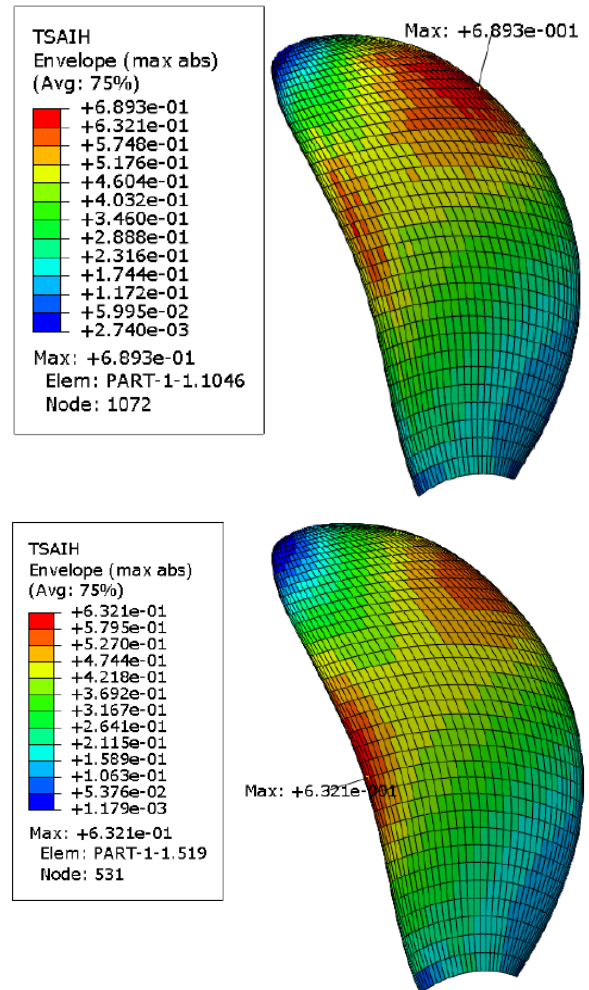 TSAIH
Envelope (max abs)
(Avg: 75%)
+6.893e-01
+6.321e-01
+5.748e-01
+5.176e-01
+4.604e-01
+4.032e-01
+3.460e-01
+2.888e-01
+2.316e-01
+1.744e-01
+1.172e-01
+5.995e-02
+2.740e-03
Max: +6.893e-01
Elem: PART-1-1.1046
Node: 1072
Max: +6.893e-001
TSAIH
Envelope (max abs)
(Avg: 75%)
+6.321e-01
+5.795e-01
+5.270e-01
+4.744e-01
+4.218e-01
+3.692e-01
+3.167e-01
+2.641e-01
+2.115e-01
+1.589e-01
+1.063e-01
+5.376e-02
+1.179e-03
Max: +6.321e-01
Elem: PART-1-1.519
Node: 531
Max: +6.321e-001